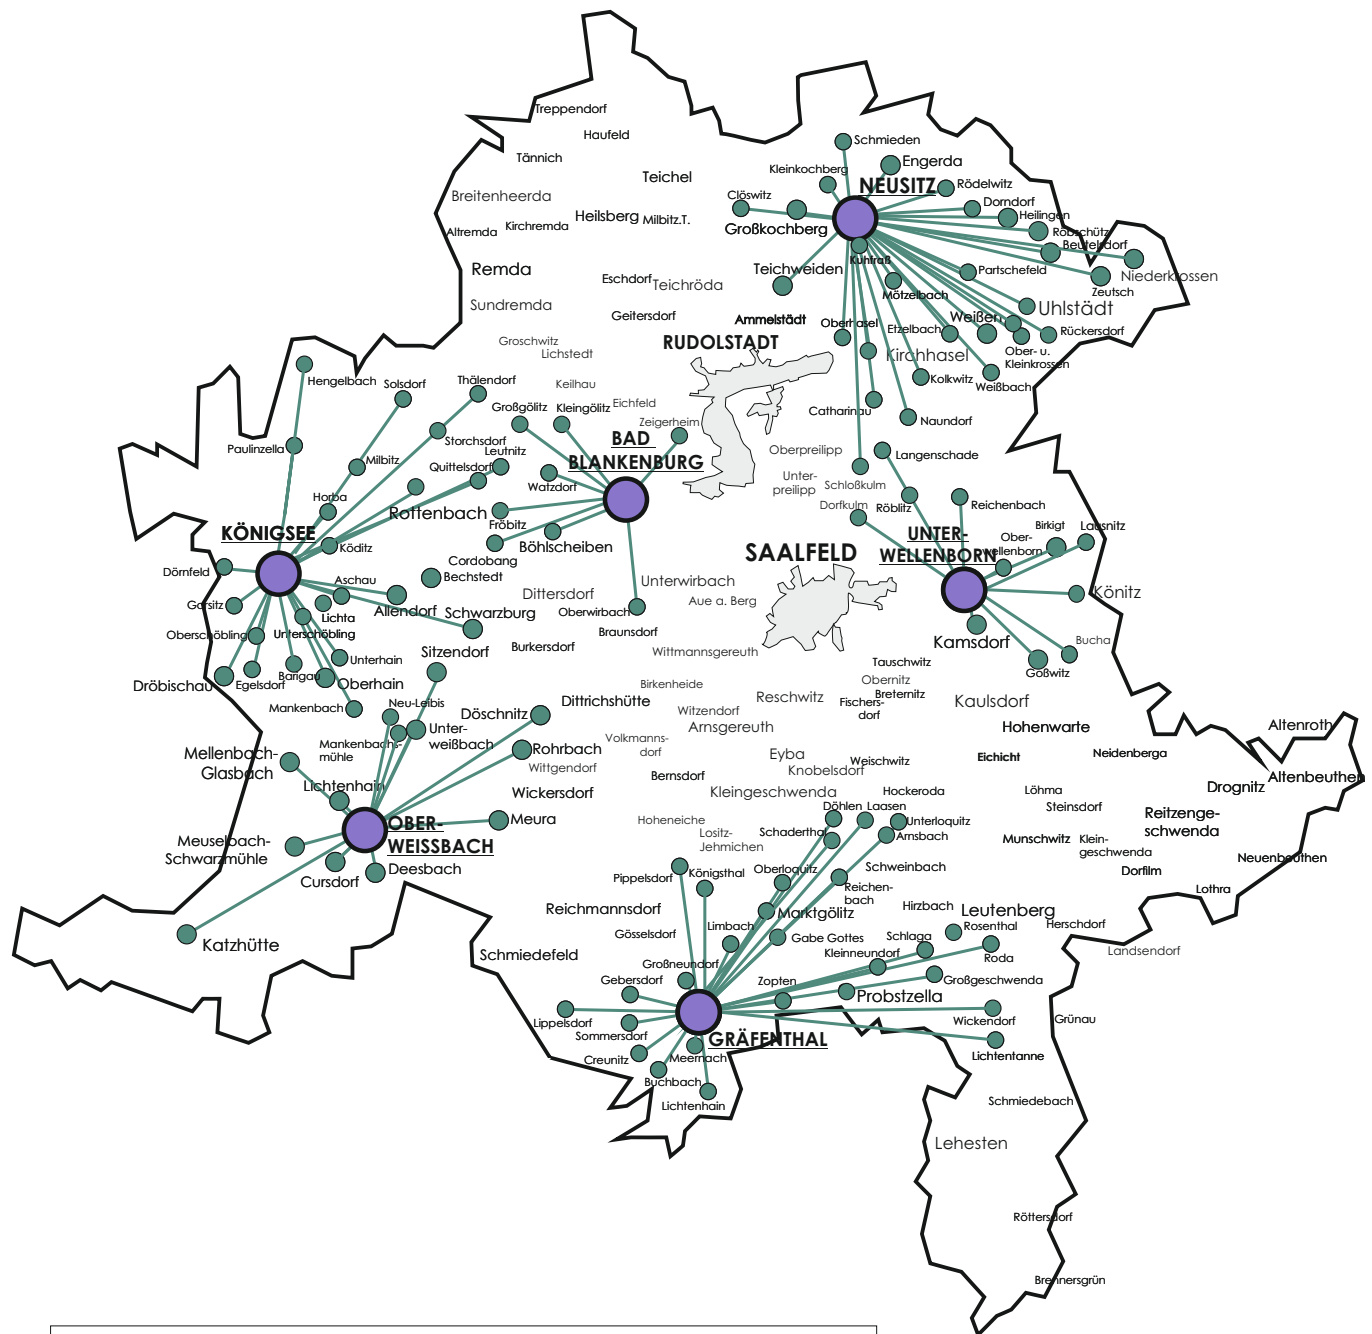 Treppendorf
Haufeld
Tännich
Schmieden
Engerda
Kleinkochberg
NEUSITZ
Rödelwitz
Teichel
Breitenheerda
Clöswitz
Dorndorf
Heilsberg
Milbitz.T.
Heilingen
Kirchremda
Altremda
Großkochberg
Röbschütz
Beutelsdorf
Kuhfraß
Remda
Teichweiden
Partschefeld
Niederkrossen
Eschdorf
Teichröda
Zeutsch
Mötzelbach
Sundremda
Uhlstädt
Geitersdorf
Ammelstädt
Oberhasel
Etzelbach
Weißen
Rückersdorf
RUDOLSTADT
Groschwitz
Lichstedt
Kirchhasel
Ober- u.
Kleinkrossen
Hengelbach
Solsdorf
Thälendorf
Keilhau
Kolkwitz
Weißbach
Großgölitz
Kleingölitz
Eichfeld
Catharinau
Naundorf
Zeigerheim
Paulinzella
Storchsdorf
Leutnitz
BAD
BLANKENBURG
Oberpreilipp
Langenschade
Milbitz
Quittelsdorf
Watzdorf
Unter-
preilipp
Schloßkulm
Horba
Rottenbach
Dorfkulm
Röblitz
Reichenbach
KÖNIGSEE
Fröbitz
Birkigt
Lausnitz
Köditz
Böhlscheiben
UNTER-
WELLENBORN
Ober-
wellenborn
Cordobang
SAALFELD
Dörnfeld
Aschau
Bechstedt
Unterwirbach
Garsitz
Allendorf
Schwarzburg
Dittersdorf
Könitz
Lichta
Oberwirbach
Aue a. Berg
Oberschöbling
Unterschöbling
Braunsdorf
Kamsdorf
Bucha
Sitzendorf
Burkersdorf
Wittmannsgereuth
Unterhain
Tauschwitz
Goßwitz
Barigau
Dröbischau
Egelsdorf
Oberhain
Birkenheide
Obernitz
Breternitz
Mankenbach
Neu-Leibis
Dittrichshütte
Reschwitz
Fischers-
dorf
Kaulsdorf
Döschnitz
Witzendorf
Arnsgereuth
Hohenwarte
Altenroth
Mankenbachs-
mühle
Unter-
weißbach
Volkmanns-
dorf
Mellenbach-
Glasbach
Rohrbach
Eyba
Weischwitz
Eichicht
Neidenberga
Wittgendorf
Bernsdorf
Knobelsdorf
Altenbeuthen
Lichtenhain
Wickersdorf
Kleingeschwenda
Hockeroda
Löhma
Drognitz
OBER-
WEISSBACH
Meura
Hoheneiche
Döhlen
Laasen
Steinsdorf
Reitzenge-
schwenda
Unterloquitz
Lositz-
Jehmichen
Schaderthal
Arnsbach
Munschwitz
Klein-
geschwenda
Meuselbach-
Schwarzmühle
Neuenbeuthen
Pippelsdorf
Königsthal
Oberloquitz
Schweinbach
Dorfilm
Cursdorf
Deesbach
Reichen-
bach
Lothra
Reichmannsdorf
Marktgölitz
Hirzbach
Leutenberg
Limbach
Rosenthal
Herschdorf
Katzhütte
Gösselsdorf
Gabe Gottes
Schlaga
Schmiedefeld
Kleinneundorf
Roda
Landsendorf
Großneundorf
Gebersdorf
Zopten
Großgeschwenda
Probstzella
Lippelsdorf
Wickendorf
Grünau
Sommersdorf
GRÄFENTHAL
Creunitz
Meernach
Lichtentanne
Buchbach
Lichtenhain
Schmiedebach
Lehesten
Röttersdorf
Brennersgrün